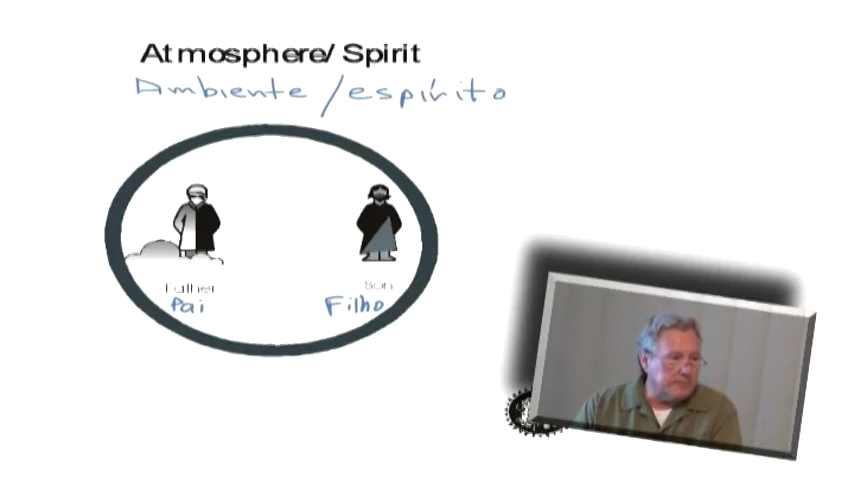 Atmosphere/ Spirit
Ambiente / espírito
Father
Son
Pai
Filho